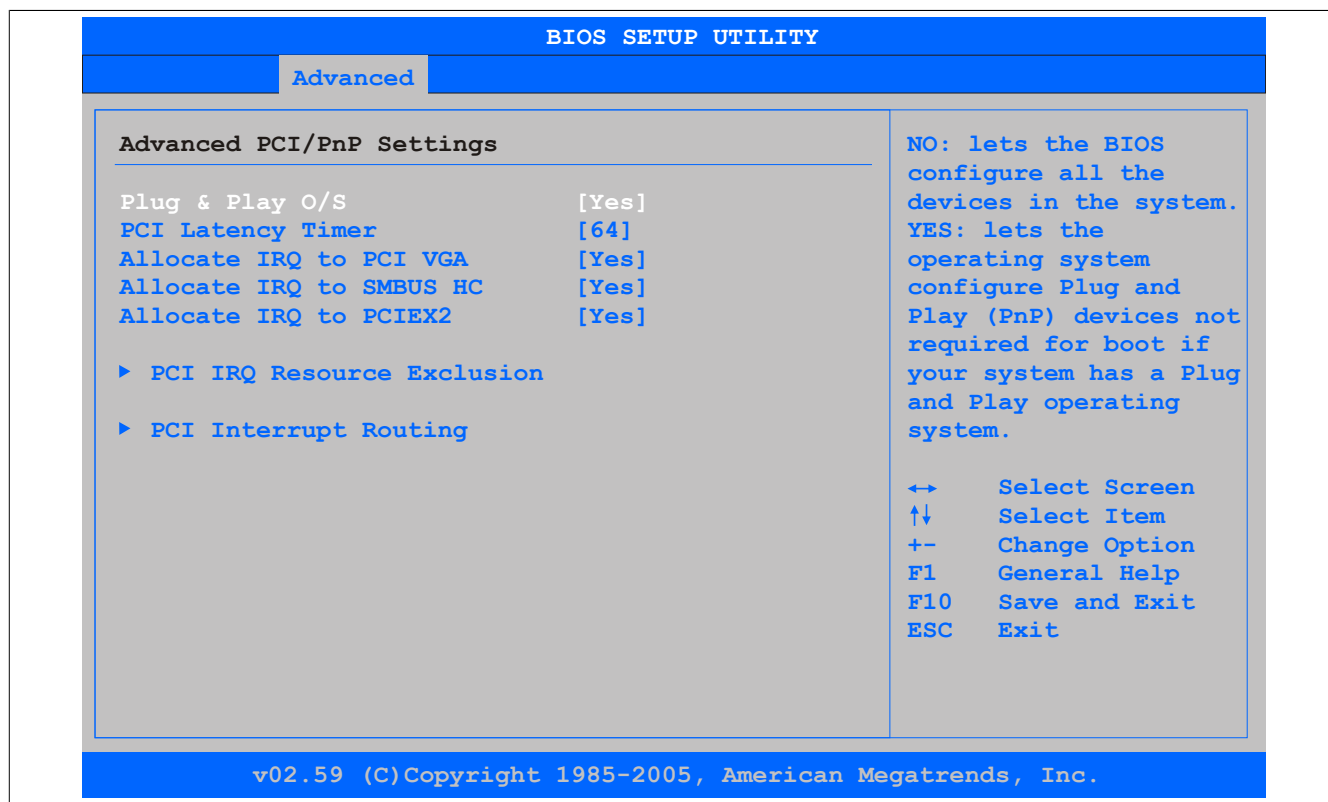 BIOS SETUP UTILITY
Advanced
Advanced PCI/PnP Settings
Plug & Play O/S [Yes]
PCI Latency Timer [64]
Allocate IRQ to PCI VGA [Yes]
Allocate IRQ to SMBUS HC [Yes]
Allocate IRQ to PCIEX2 [Yes]
▶ PCI IRQ Resource Exclusion
▶ PCI Interrupt Routing
NO: lets the BIOS
configure all the
devices in the system.
YES: lets the
operating system
configure Plug and
Play (PnP) devices not
required for boot if
your system has a Plug
and Play operating
system.
↔ Select Screen
↑↓ Select Item
+- Change Option
F1 General Help
F10 Save and Exit
ESC Exit
v02.59 (C)Copyright 1985-2005, American Megatrends, Inc.